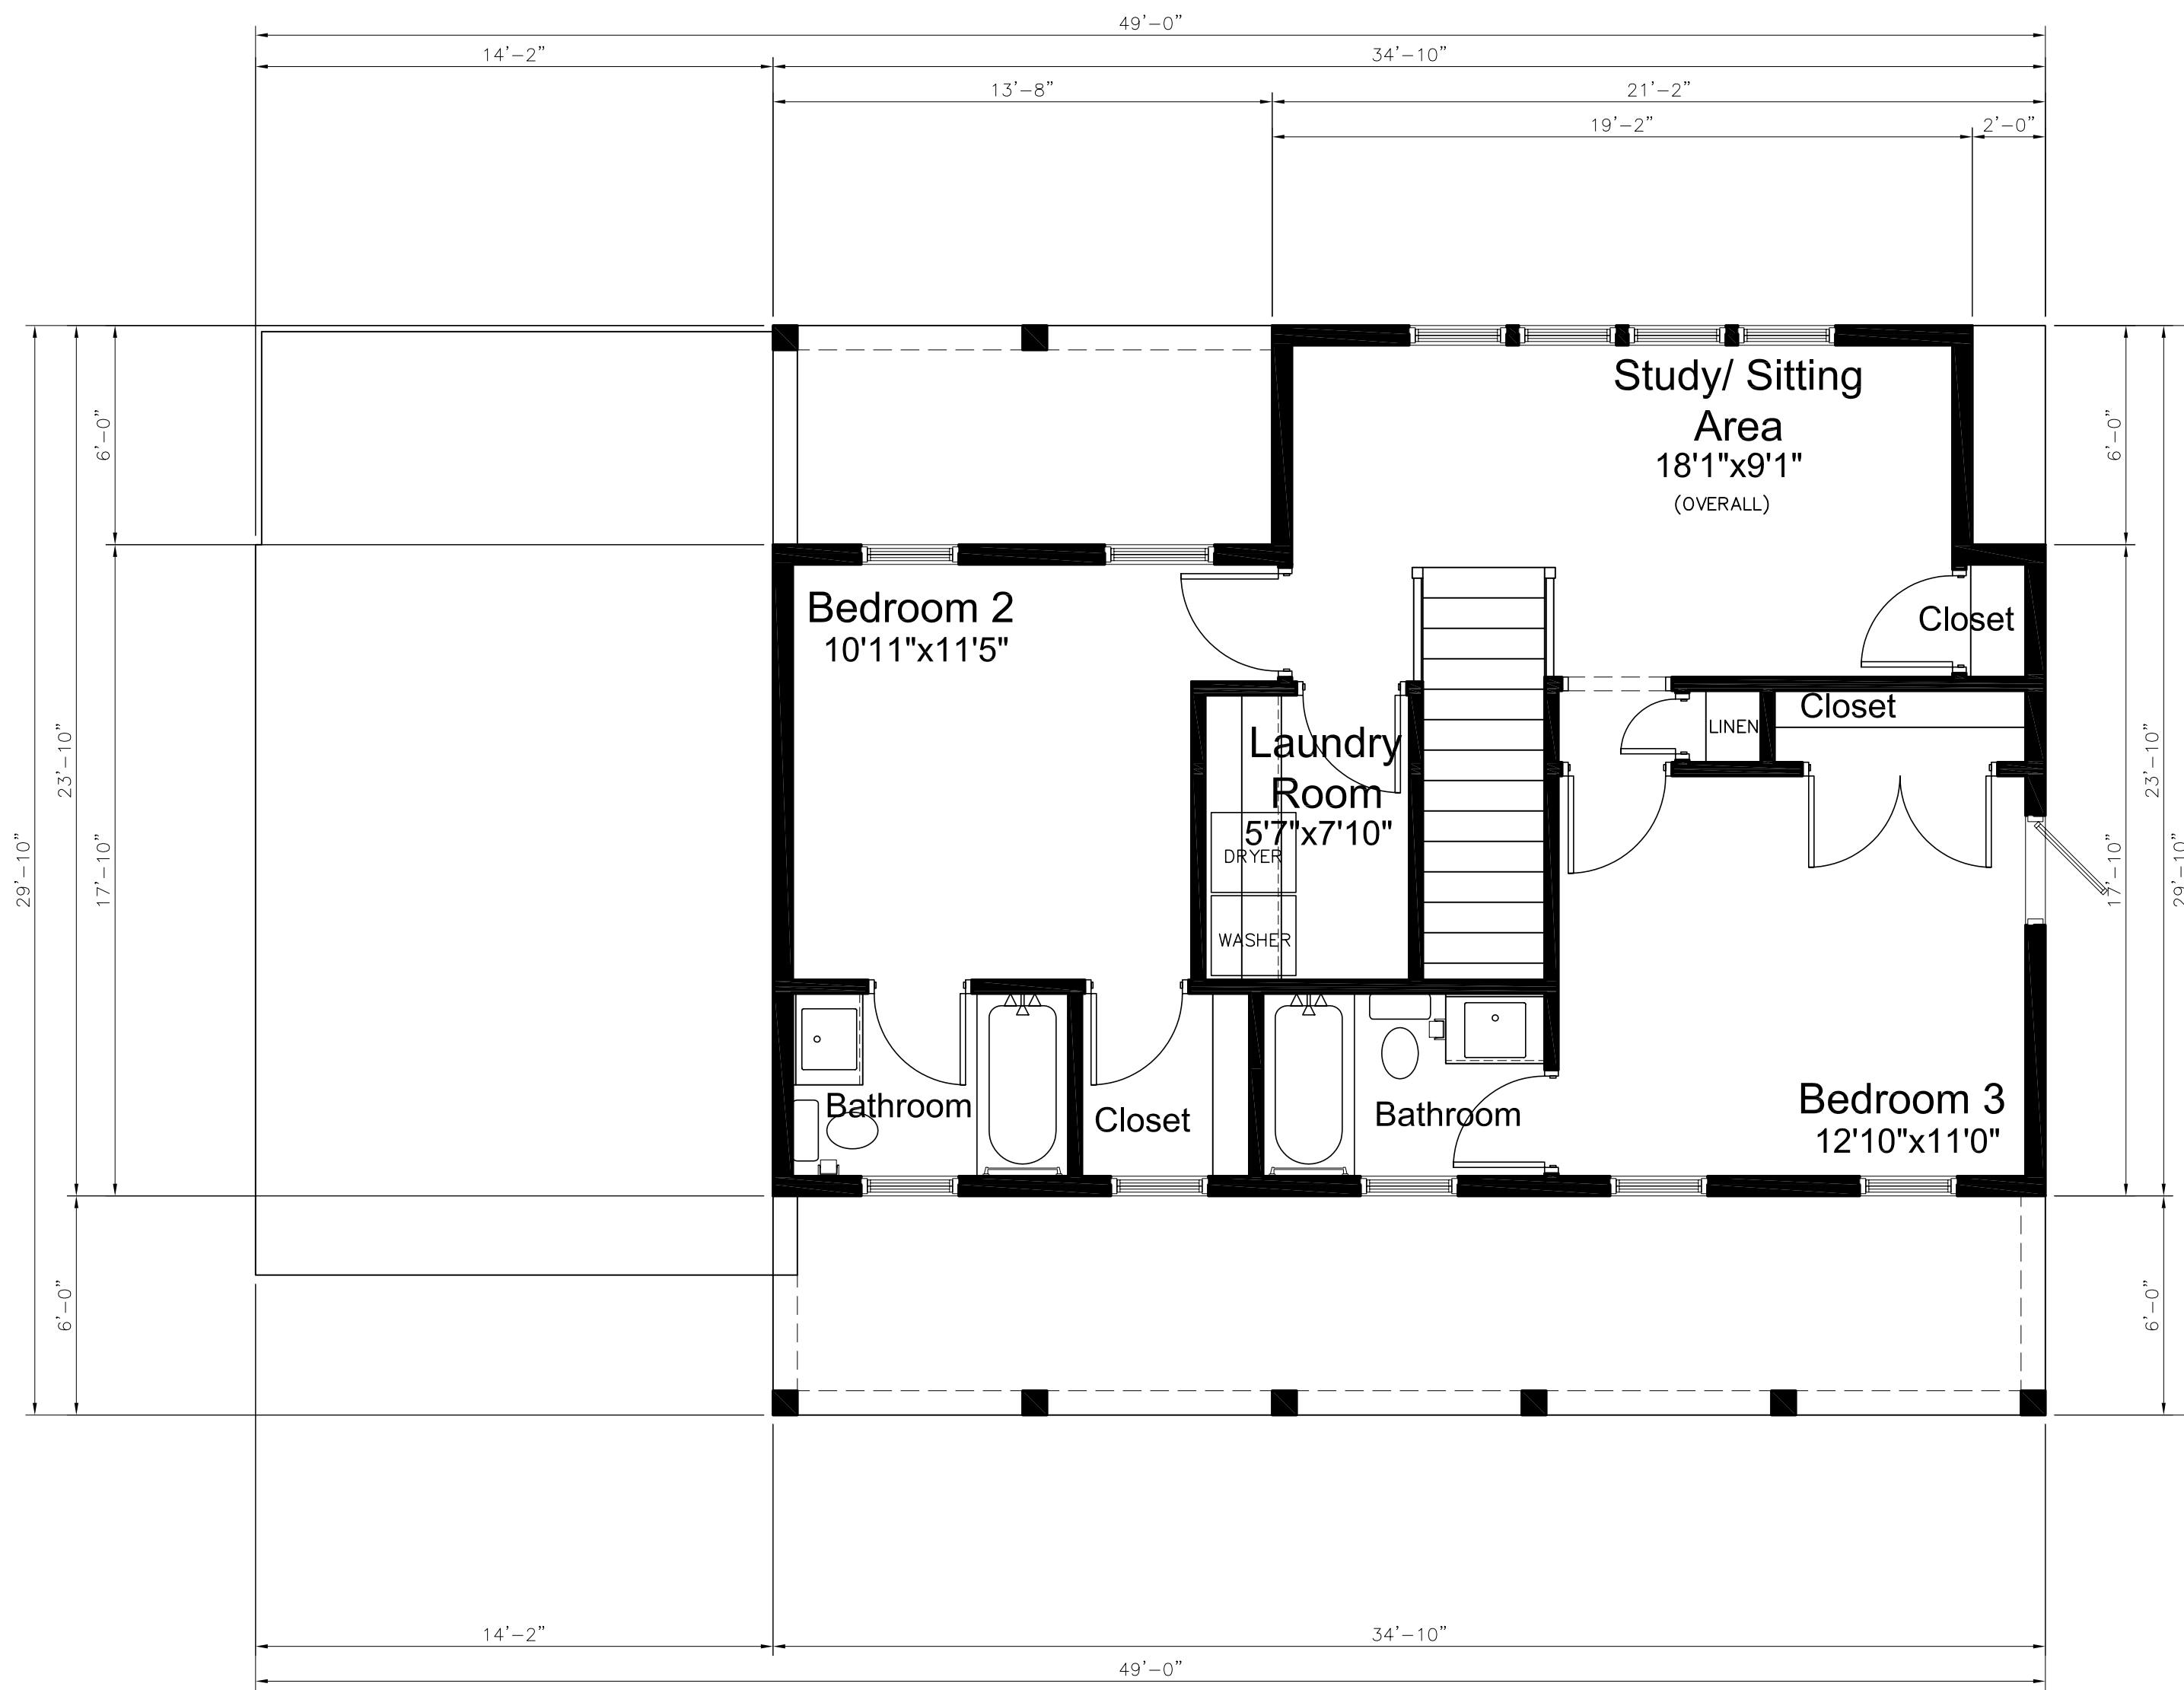 49'-0"
14'-2"
34'-10"
13'-8"
21'-2"
19'-2"
2'-0"
Study/ Sitting
Area
18'1"x9'1"
(OVERALL)
6'-0"
6'-0"
Bedroom 2
10'11"x11'5"
Closet
Closet
LINEN
Laundry
Room
5'7"x7'10"
DRYER
WASHER
29'-10"
23'-10"
17'-10"
17'-10"
23'-10"
29'-10"
Bathroom
Closet
Bathroom
Bedroom 3
12'10"x11'0"
6'-0"
6'-0"
14'-2"
34'-10"
49'-0"